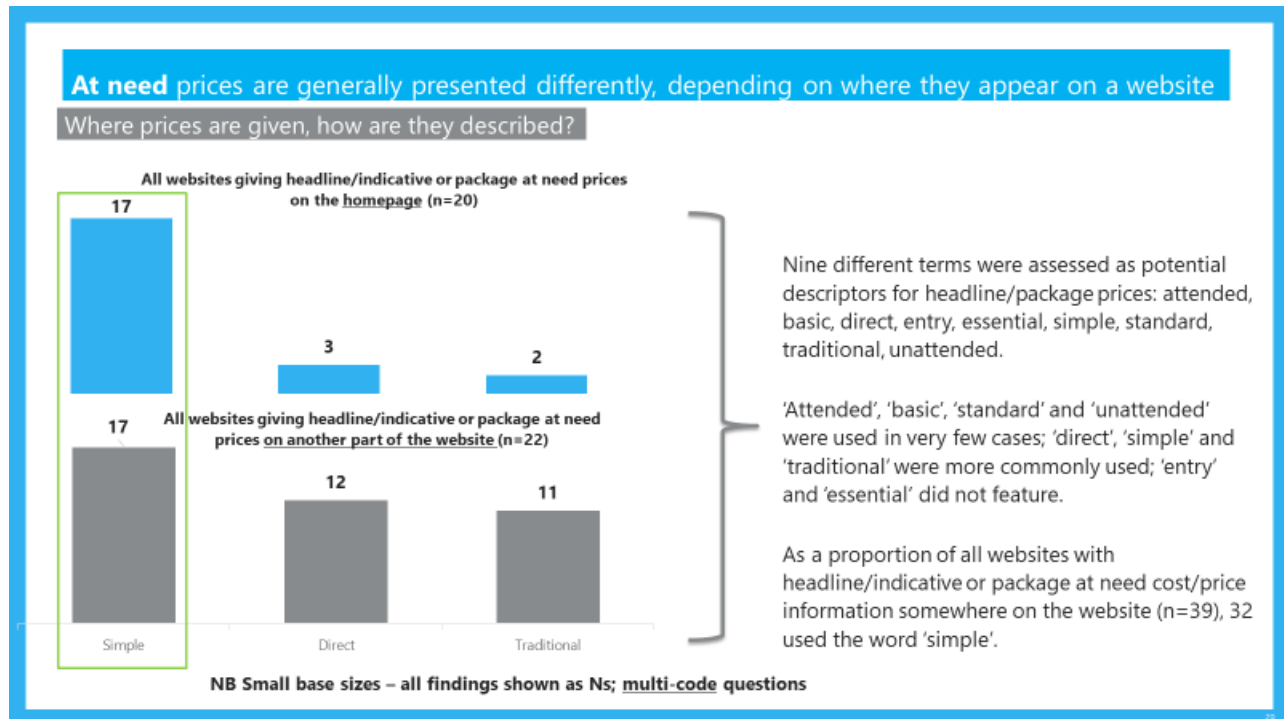 At need prices are generally presented differently, depending on where they appear on a website
Where prices are given, how are they described?
All websites giving headline/indicative or package at need prices
on the homepage (n=20)
17
3
2
All websites giving headline/indicative or package at need
prices on another part of the website (n=22)
17
12
11
Simple
Direct
Traditional
NB Small base sizes – all findings shown as Ns; multi-code questions
Nine different terms were assessed as potential
descriptors for headline/package prices: attended,
basic, direct, entry, essential, simple, standard,
traditional, unattended.
‘Attended’, ‘basic’, ‘standard’ and ‘unattended’
were used in very few cases; ‘direct’, ‘simple’ and
‘traditional’ were more commonly used; ‘entry’
and ‘essential’ did not feature.
As a proportion of all websites with
headline/indicative or package at need cost/price
information somewhere on the website (n=39), 32
used the word ‘simple’.